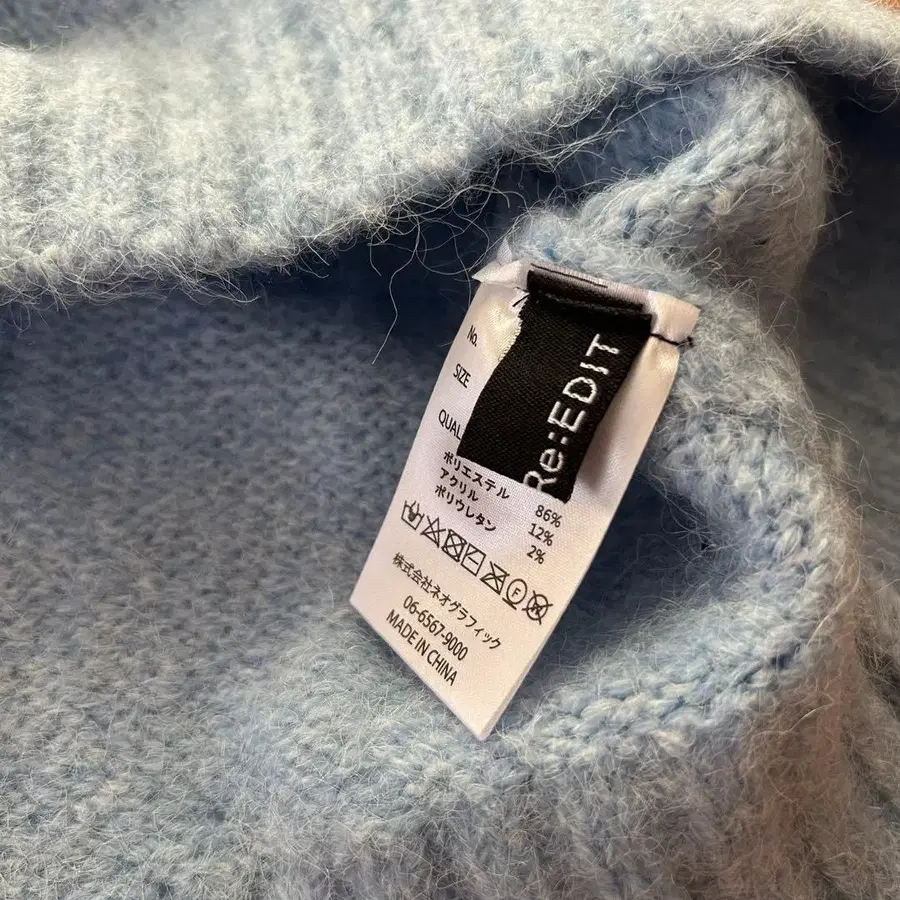 Re:EDIT
No.
SIZE
QUAL
ポリエステル 86%
アクリル 12%
ポリウレタン 2%
株式会社ネオグラフィック
06-6567-9000
MADE IN CHINA